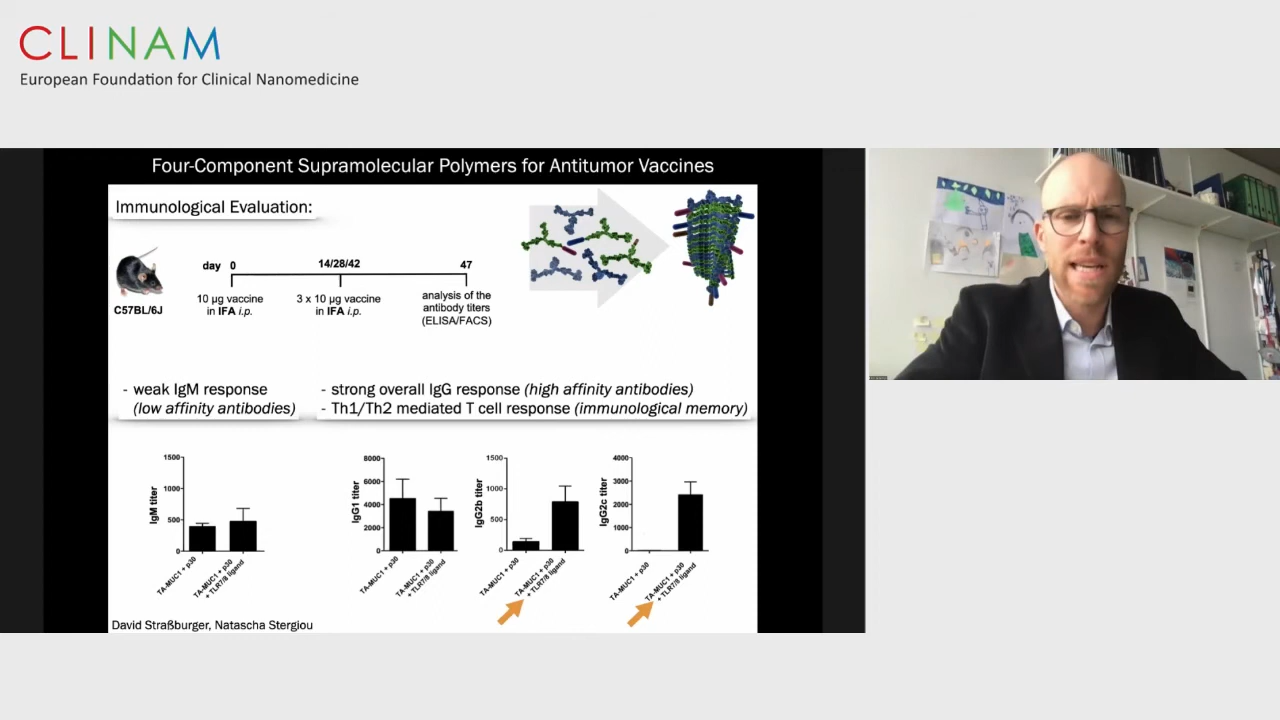 CLINAM
European Foundation for Clinical Nanomedicine
Four-Component Supramolecular Polymers for Antitumor Vaccines
Immunological Evaluation:
C57BL/6J
day 0 14/28/42 47
10 µg vaccine
in IFA i.p.
3 x 10 µg vaccine
in IFA i.p.
analysis of the
antibody titers
(ELISA/FACS)
- weak IgM response
(low affinity antibodies)
- strong overall IgG response (high affinity antibodies)
- Th1/Th2 mediated T cell response (immunological memory)
IgM titer
1500
1000
500
0
TA-MUC1 + p30
TA-MUC1 + p30
+ TLR7/8 ligand
IgG1 titer
8000
6000
4000
2000
0
TA-MUC1 + p30
TA-MUC1 + p30
+ TLR7/8 ligand
IgG2b titer
1500
1000
500
0
TA-MUC1 + p30
TA-MUC1 + p30
+ TLR7/8 ligand
IgG2c titer
4000
3000
2000
1000
0
TA-MUC1 + p30
TA-MUC1 + p30
+ TLR7/8 ligand
David Straßburger, Natascha Stergiou